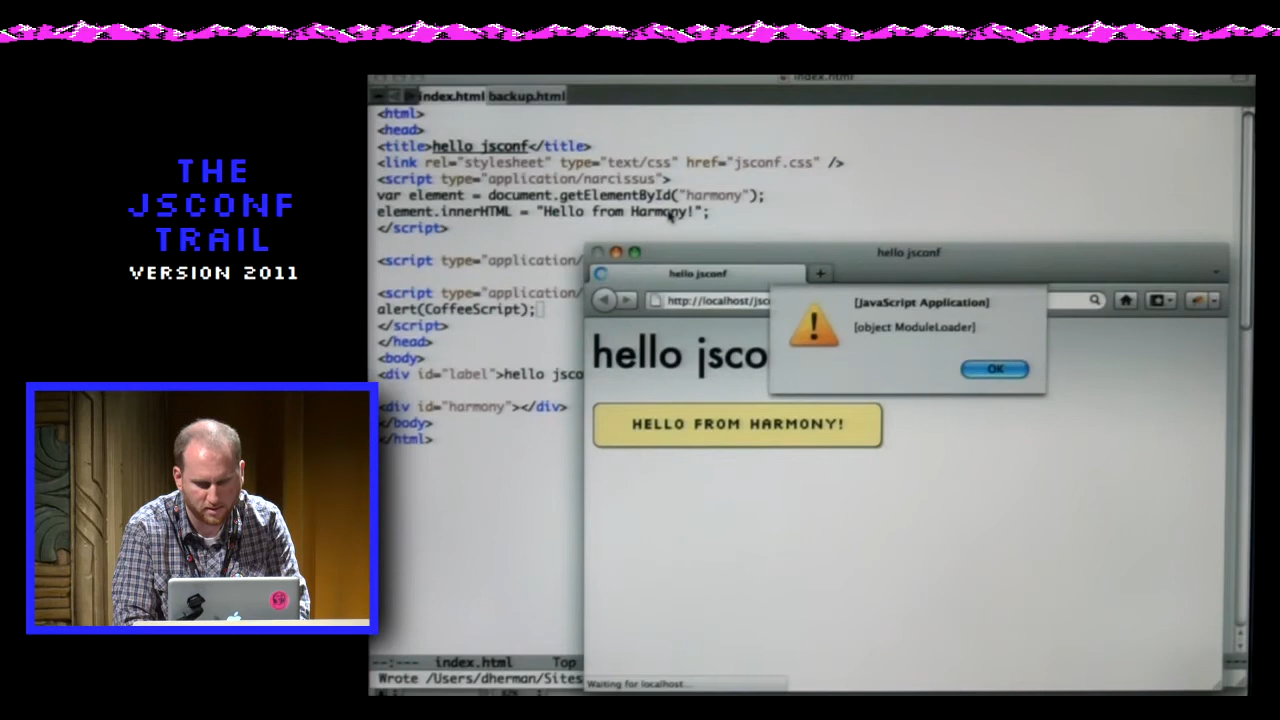 THE
JSCONF
TRAIL
VERSION 2011
index.html
index.html backup.html
<html>
<head>
<title>hello jsconf</title>
<link rel="stylesheet" type="text/css" href="jsconf.css" />
<script type="application/narcissus">
var element = document.getElementById("harmony");
element.innerHTML = "Hello from Harmony!";
</script>
<script type="application/
<script type="application/
alert(CoffeeScript);
</script>
</head>
<body>
<div id="label">hello jsco
<div id="harmony"></div>
</body>
</html>
index.html Top
Wrote /Users/dherman/Sites
hello jsconf
hello jsconf
http://localhost/jsco
[JavaScript Application]
[object ModuleLoader]
OK
hello jsco
HELLO FROM HARMONY!
Waiting for localhost...